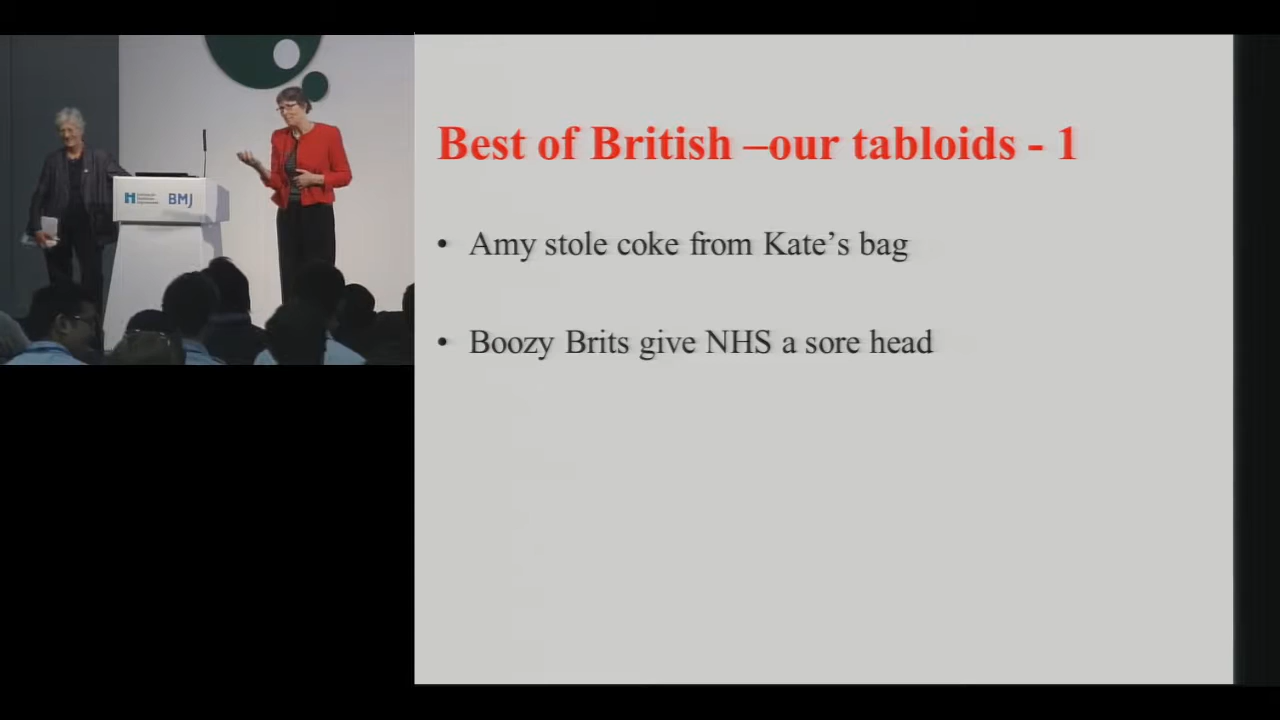 BMJ
Best of British –our tabloids - 1
• Amy stole coke from Kate’s bag
• Boozy Brits give NHS a sore head